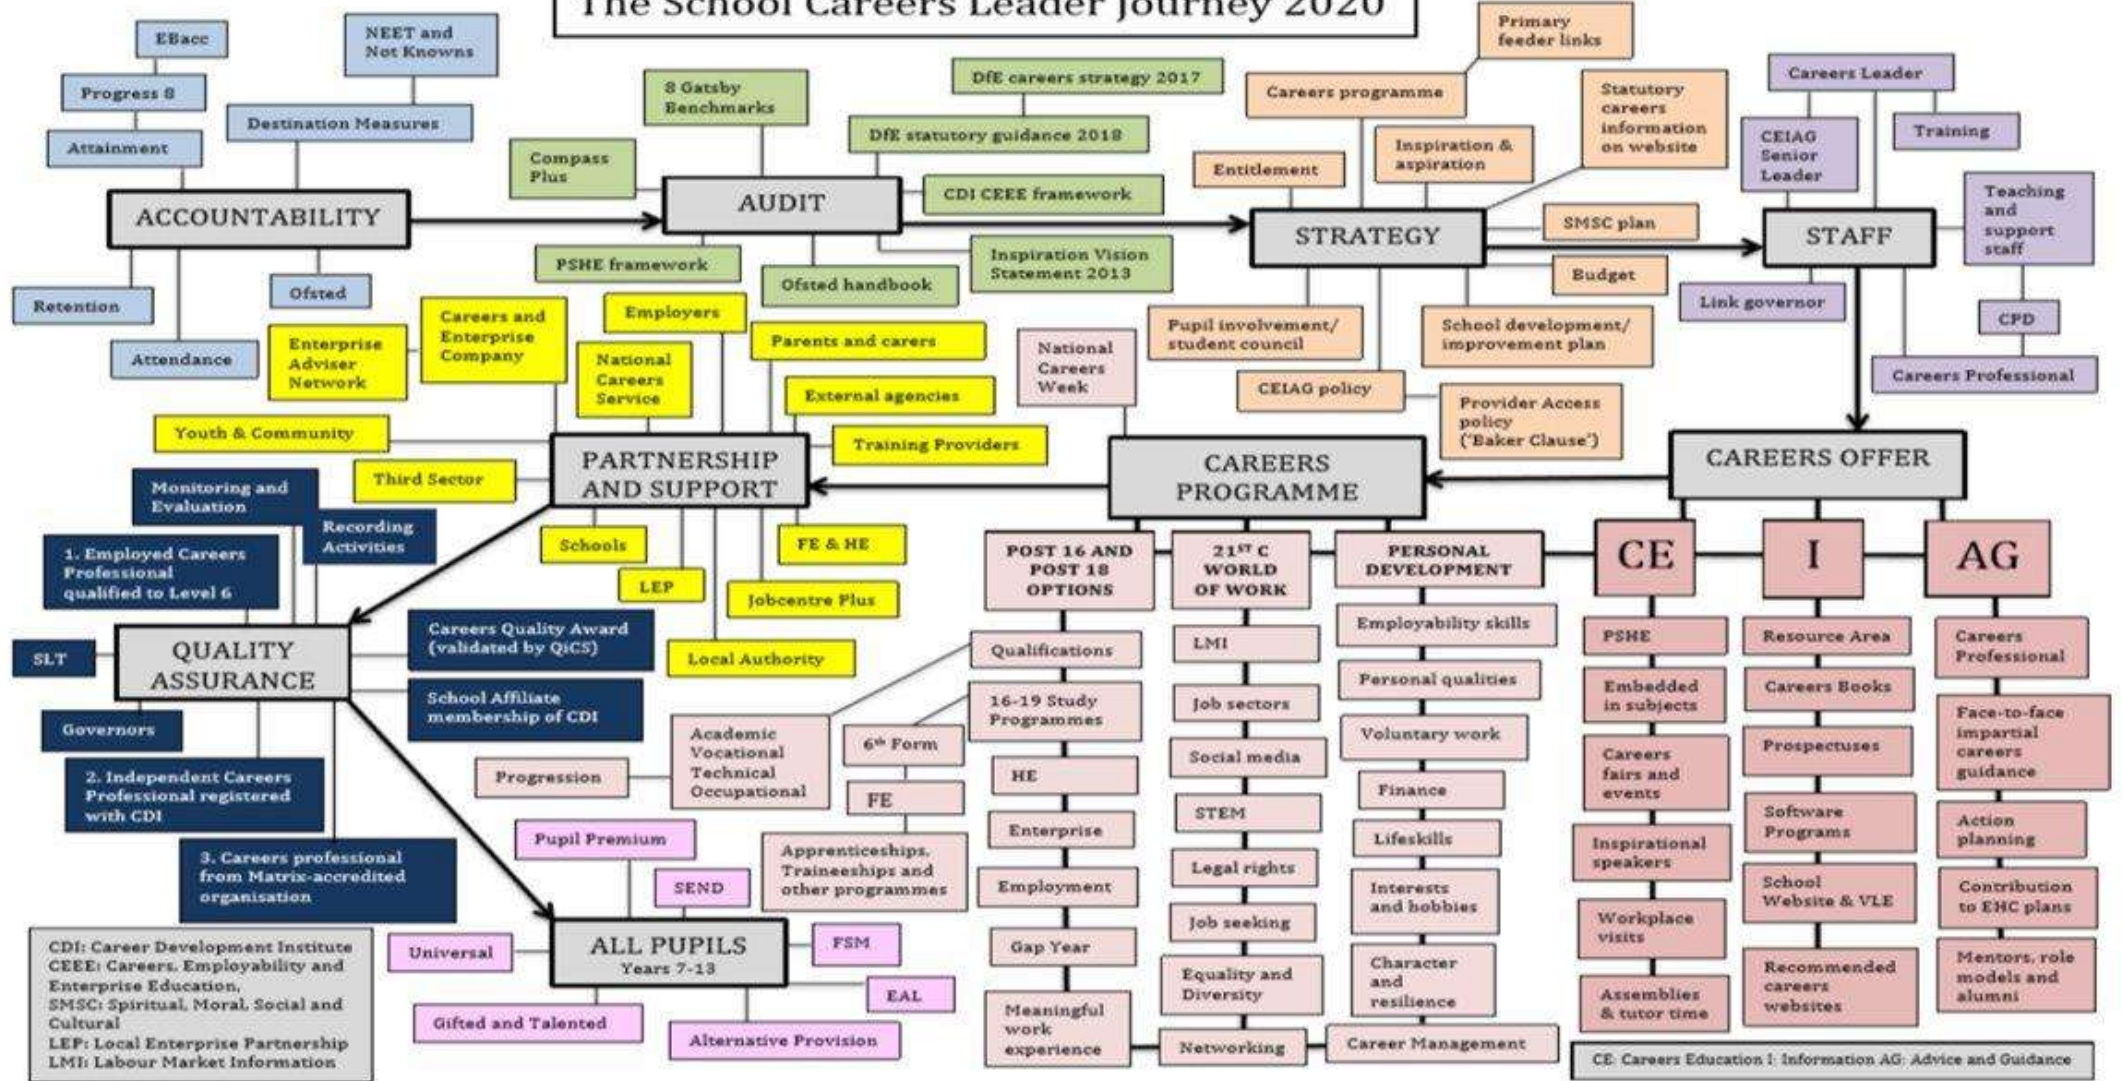 The School Careers Leader Journey 2020
EBacc
Progress 8
Attainment
NEET and
Not Knowns
Destination Measures
ACCOUNTABILITY
Retention
Attendance
Ofsted
8 Gatsby
Benchmarks
Compass
Plus
DfE careers strategy 2017
DfE statutory guidance 2018
CDI CEEE framework
AUDIT
PSHE framework
Ofsted handbook
Inspiration Vision
Statement 2013
Primary
feeder links
Careers programme
Entitlement
Inspiration &
aspiration
Statutory
careers
information
on website
SMSC plan
STRATEGY
Budget
Pupil involvement/
student council
School development/
improvement plan
CEIAG policy
Provider Access
policy
('Baker Clause')
Careers Leader
CEIAG
Senior
Leader
Training
Teaching
and
support
staff
STAFF
Link governor
CPD
Careers Professional
Enterprise
Adviser
Network
Careers and
Enterprise
Company
Employers
National
Careers
Service
Parents and carers
External agencies
Training Providers
Youth & Community
Third Sector
PARTNERSHIP
AND SUPPORT
Schools
LEP
FE & HE
Jobcentre Plus
Local Authority
National
Careers
Week
CAREERS
PROGRAMME
CAREERS OFFER
Monitoring and
Evaluation
Recording
Activities
1. Employed Careers
Professional
qualified to Level 6
SLT
QUALITY
ASSURANCE
Careers Quality Award
(validated by QiCS)
School Affiliate
membership of CDI
Governors
2. Independent Careers
Professional registered
with CDI
3. Careers professional
from Matrix-accredited
organisation
POST 16 AND
POST 18
OPTIONS
Qualifications
16-19 Study
Programmes
HE
Enterprise
Employment
Gap Year
Meaningful
work
experience
Academic
Vocational
Technical
Occupational
Progression
6th Form
FE
Apprenticeships,
Traineeships and
other programmes
21ST C
WORLD
OF WORK
LMI
Job sectors
Social media
STEM
Legal rights
Job seeking
Equality and
Diversity
Networking
PERSONAL
DEVELOPMENT
Employability skills
Personal qualities
Voluntary work
Finance
Lifeskills
Interests
and hobbies
Character
and
resilience
Career Management
CE
PSHE
Embedded
in subjects
Careers
fairs and
events
Inspirational
speakers
Workplace
visits
Assemblies
& tutor time
I
Resource Area
Careers Books
Prospectuses
Software
Programs
School
Website & VLE
Recommended
careers
websites
AG
Careers
Professional
Face-to-face
impartial
careers
guidance
Action
planning
Contribution
to EHC plans
Mentors, role
models and
alumni
Pupil Premium
SEND
Universal
ALL PUPILS
Years 7-13
FSM
EAL
Gifted and Talented
Alternative Provision
CDI: Career Development Institute
CEEE: Careers, Employability and
Enterprise Education,
SMSC: Spiritual, Moral, Social and
Cultural
LEP: Local Enterprise Partnership
LMI: Labour Market Information
CE: Careers Education I: Information AG: Advice and Guidance